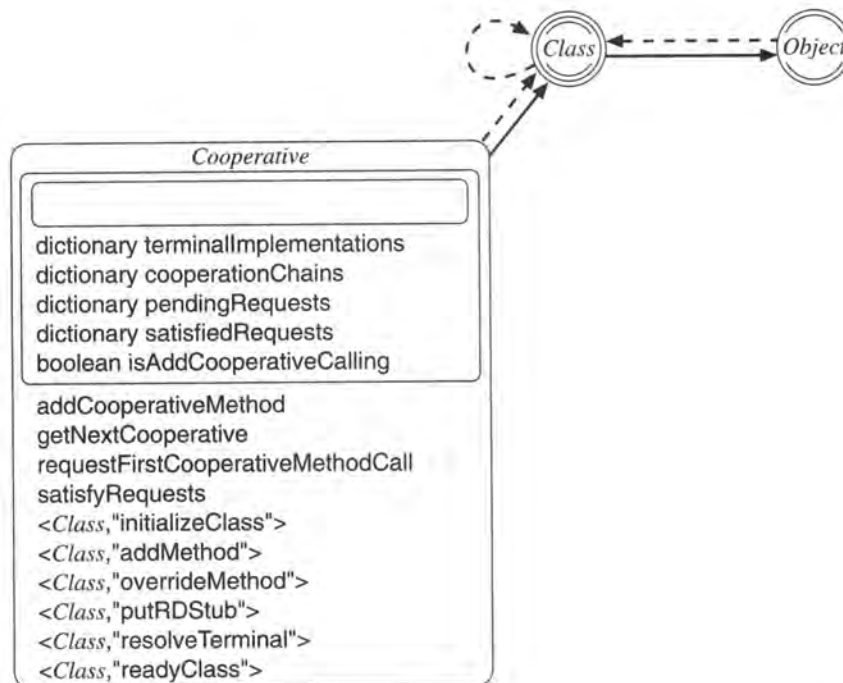 Class
Object
Cooperative
dictionary terminalImplementations
dictionary cooperationChains
dictionary pendingRequests
dictionary satisfiedRequests
boolean isAddCooperativeCalling
addCooperativeMethod
getNextCooperative
requestFirstCooperativeMethodCall
satisfyRequests
<Class,"initializeClass">
<Class,"addMethod">
<Class,"overrideMethod">
<Class,"putRDStub">
<Class,"resolveTerminal">
<Class,"readyClass">